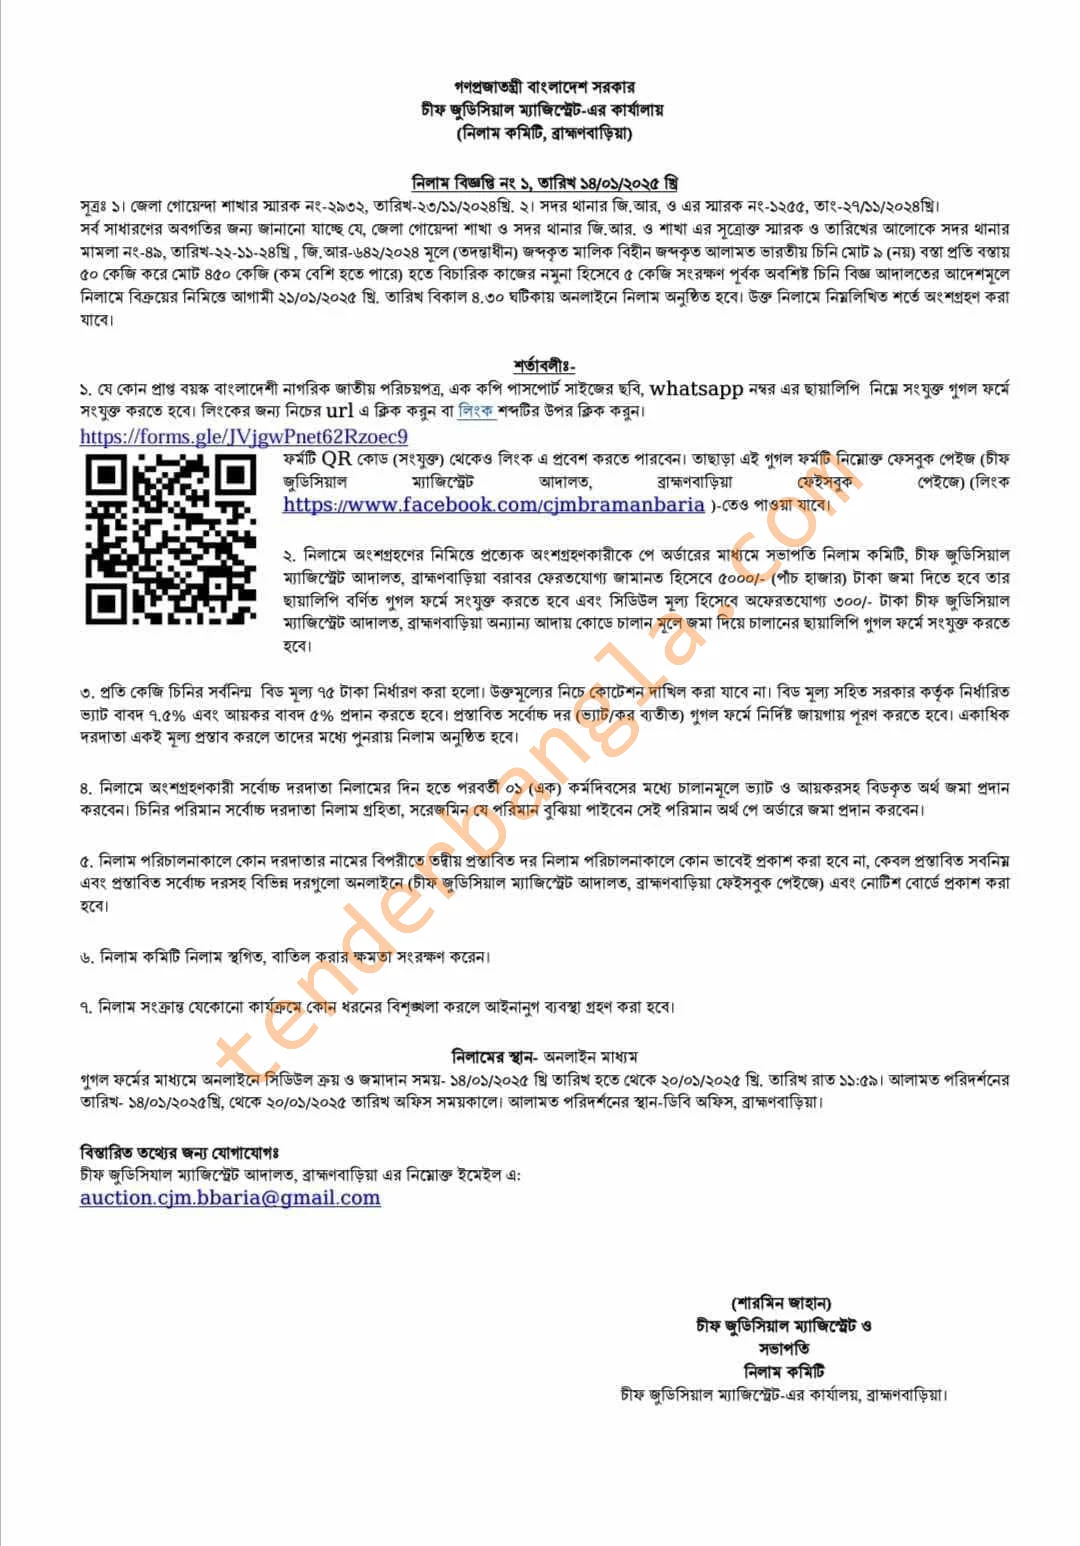 গণপ্রজাতন্ত্রী বাংলাদেশ সরকার
চীফ জুডিসিয়াল ম্যাজিস্ট্রেট-এর কার্যালায়
(নিলাম কমিটি, ব্রাহ্মণবাড়িয়া)
নিলাম বিজ্ঞপ্তি নং ১, তারিখ ১৪/০১/২০২৫ খ্রি
সূত্রঃ ১। জেলা গোয়েন্দা শাখার স্মারক নং-২৯৩২, তারিখ-২৩/১১/২০২৪খ্রি. ২। সদর থানার জি.আর, ও এর স্মারক নং-১২৫৫, তাং-২৭/১১/২০২৪খ্রি।
সর্ব সাধারণের অবগতির জন্য জানানো যাচ্ছে যে, জেলা গোয়েন্দা শাখা ও সদর থানার জি.আর. ও শাখা এর সূত্রোক্ত স্মারক ও তারিখের আলোকে সদর থানার
মামলা নং-৪৯, তারিখ-২২-১১-২৪খ্রি , জি.আর-৬৪২/২০২৪ মূলে (তদন্তাধীন) জব্দকৃত মালিক বিহীন জব্দকৃত আলামত ভারতীয় চিনি মোট ৯ (নয়) বস্তা প্রতি বস্তায়
৫০ কেজি করে মোট ৪৫০ কেজি (কম বেশি হতে পারে) হতে বিচারিক কাজের নমুনা হিসেবে ৫ কেজি সংরক্ষণ পূর্বক অবশিষ্ট চিনি বিজ্ঞ আদালতের আদেশমূলে
নিলামে বিক্রয়ের নিমিত্তে আগামী ২১/০১/২০২৫ খ্রি. তারিখ বিকাল ৪.৩০ ঘটিকায় অনলাইনে নিলাম অনুষ্ঠিত হবে। উক্ত নিলামে নিম্নলিখিত শর্তে অংশগ্রহণ করা
যাবে।
শর্তাবলীঃ-
১. যে কোন প্রাপ্ত বয়স্ক বাংলাদেশী নাগরিক জাতীয় পরিচয়পত্র, এক কপি পাসপোর্ট সাইজের ছবি, whatsapp নম্বর এর ছায়ালিপি নিম্নে সংযুক্ত গুগল ফর্মে
সংযুক্ত করতে হবে। লিংকের জন্য নিচের url এ ক্লিক করুন বা লিংক শব্দটির উপর ক্লিক করুন।
https://forms.gle/JVjgwPnet62Rzoec9
ফর্মটি QR কোড (সংযুক্ত) থেকেও লিংক এ প্রবেশ করতে পারবেন। তাছাড়া এই গুগল ফর্মটি নিম্নোক্ত ফেসবুক পেইজ (চীফ
জুডিসিয়াল ম্যাজিস্ট্রেট আদালত, ব্রাহ্মণবাড়িয়া ফেইসবুক পেইজে) (লিংক
https://www.facebook.com/cjmbramanbaria )-তেও পাওয়া যাবে।
২. নিলামে অংশগ্রহণের নিমিত্তে প্রত্যেক অংশগ্রহণকারীকে পে অর্ডারের মাধ্যমে সভাপতি নিলাম কমিটি, চীফ জুডিসিয়াল
ম্যাজিস্ট্রেট আদালত, ব্রাহ্মণবাড়িয়া বরাবর ফেরতযোগ্য জামানত হিসেবে ৫০০০/- (পাঁচ হাজার) টাকা জমা দিতে হবে তার
ছায়ালিপি বর্ণিত গুগল ফর্মে সংযুক্ত করতে হবে এবং সিডিউল মূল্য হিসেবে অফেরতযোগ্য ৩০০/- টাকা চীফ জুডিসিয়াল
ম্যাজিস্ট্রেট আদালত, ব্রাহ্মণবাড়িয়া অন্যান্য আদায় কোডে চালান মূলে জমা দিয়ে চালানের ছায়ালিপি গুগল ফর্মে সংযুক্ত করতে
হবে।
৩. প্রতি কেজি চিনির সর্বনিন্ম বিড মূল্য ৭৫ টাকা নির্ধারণ করা হলো। উক্তমূল্যের নিচে কোটেশন দাখিল করা যাবে না। বিড মূল্য সহিত সরকার কর্তৃক নির্ধারিত
ভ্যাট বাবদ ৭.৫% এবং আয়কর বাবদ ৫% প্রদান করতে হবে। প্রস্তাবিত সর্বোচ্চ দর (ভ্যাট/কর ব্যতীত) গুগল ফর্মে নির্দিষ্ট জায়গায় পূরণ করতে হবে। একাধিক
দরদাতা একই মূল্য প্রস্তাব করলে তাদের মধ্যে পুনরায় নিলাম অনুষ্ঠিত হবে।
৪. নিলামে অংশগ্রহণকারী সর্বোচ্চ দরদাতা নিলামের দিন হতে পরবর্তী ০১ (এক) কর্মদিবসের মধ্যে চালানমূলে ভ্যাট ও আয়করসহ বিডকৃত অর্থ জমা প্রদান
করবেন। চিনির পরিমান সর্বোচ্চ দরদাতা নিলাম গ্রহিতা, সরেজমিন যে পরিমান বুঝিয়া পাইবেন সেই পরিমান অর্থ পে অর্ডারে জমা প্রদান করবেন।
৫. নিলাম পরিচালনাকালে কোন দরদাতার নামের বিপরীতে তদ্বীয় প্রস্তাবিত দর নিলাম পরিচালনাকালে কোন ভাবেই প্রকাশ করা হবে না, কেবল প্রস্তাবিত সবনিম্ন
এবং প্রস্তাবিত সর্বোচ্চ দরসহ বিভিন্ন দরগুলো অনলাইনে (চীফ জুডিসিয়াল ম্যাজিস্ট্রেট আদালত, ব্রাহ্মণবাড়িয়া ফেইসবুক পেইজে) এবং নোটিশ বোর্ডে প্রকাশ করা
হবে।
৬. নিলাম কমিটি নিলাম স্থগিত, বাতিল করার ক্ষমতা সংরক্ষণ করেন।
৭. নিলাম সংক্রান্ত যেকোনো কার্যক্রমে কোন ধরনের বিশৃঙ্খলা করলে আইনানুগ ব্যবস্থা গ্রহণ করা হবে।
নিলামের স্থান- অনলাইন মাধ্যম
গুগল ফর্মের মাধ্যমে অনলাইনে সিডিউল ক্রয় ও জমাদান সময়- ১৪/০১/২০২৫ খ্রি তারিখ হতে থেকে ২০/০১/২০২৫ খ্রি. তারিখ রাত ১১:৫৯। আলামত পরিদর্শনের
তারিখ- ১৪/০১/২০২৫খ্রি, থেকে ২০/০১/২০২৫ তারিখ অফিস সময়কালে। আলামত পরিদর্শনের স্থান-ডিবি অফিস, ব্রাহ্মণবাড়িয়া।
বিস্তারিত তথ্যের জন্য যোগাযোগঃ
চীফ জুডিসিযাল ম্যাজিস্ট্রেট আদালত, ব্রাহ্মণবাড়িয়া এর নিম্নোক্ত ইমেইল এ:
auction.cjm.bbaria@gmail.com
(শারমিন জাহান)
চীফ জুডিসিয়াল ম্যাজিস্ট্রেট ও
সভাপতি
নিলাম কমিটি
চীফ জুডিসিয়াল ম্যাজিস্ট্রেট-এর কার্যালয়, ব্রাহ্মণবাড়িয়া।
tenderbangla.com